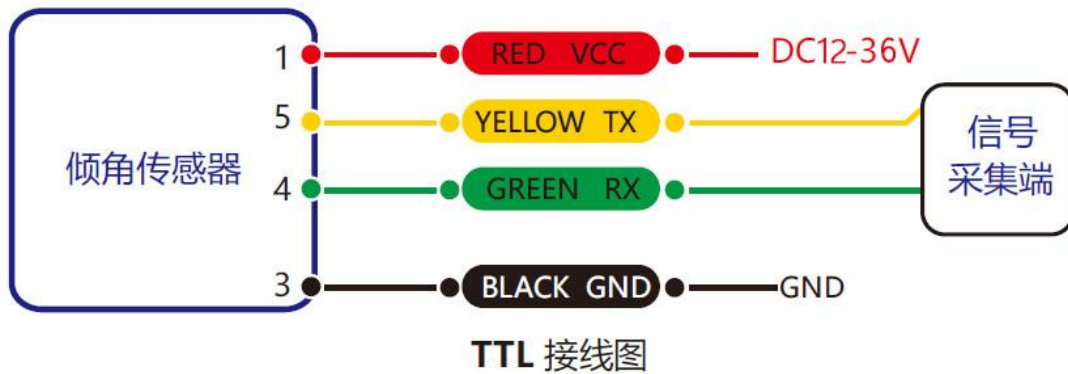 倾角传感器
1 RED VCC DC12-36V
5 YELLOW TX
4 GREEN RX
信号
采集端
3 BLACK GND GND
TTL 接线图